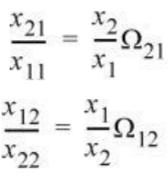 x₂₁/x₁₁ = x₂/x₁ Ω₂₁
x₁₂/x₂₂ = x₁/x₂ Ω₁₂